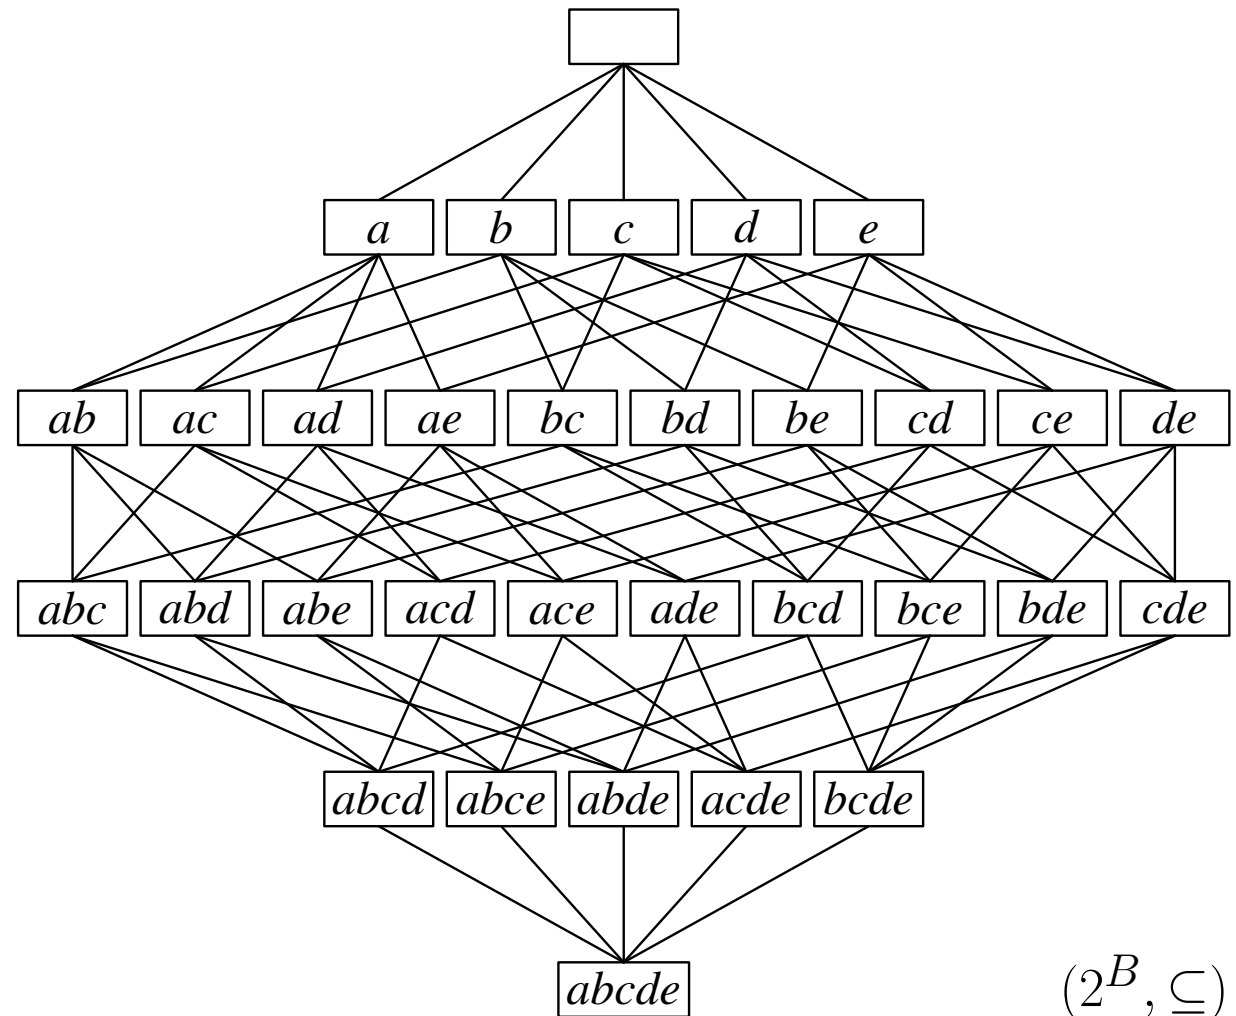 a b c d e
ab ac ad ae bc bd be cd ce de
abc abd abe acd ace ade bcd bce bde cde
abcd abce abde acde bcde
abcde
(2^B, ⊆)